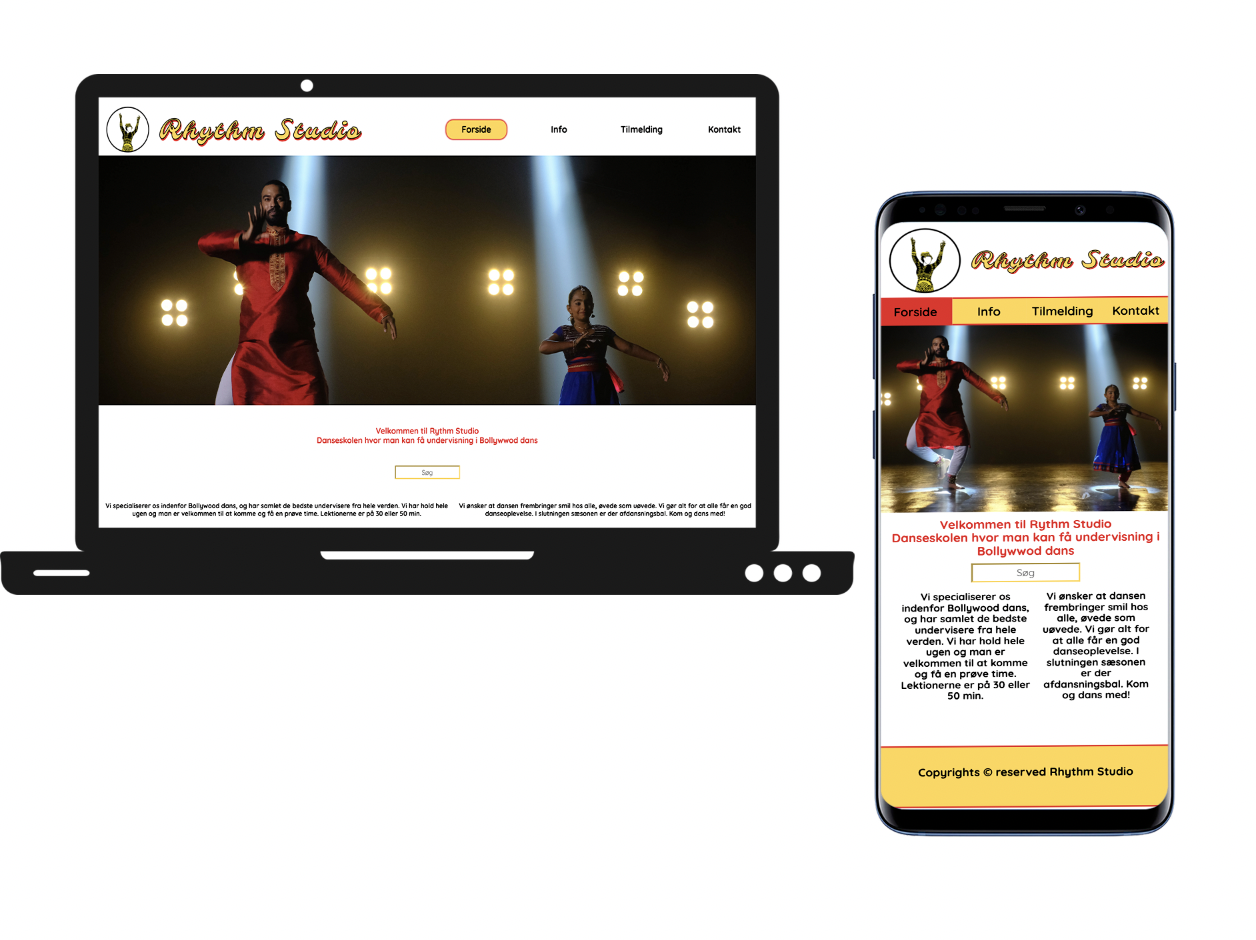 Rhythm Studio
Forside Info Tilmelding Kontakt
Velkommen til Rythm Studio
Danseskolen hvor man kan få undervisning i Bollywwod dans
Søg
Vi specialiserer os indenfor Bollywood dans, og har samlet de bedste undervisere fra hele verden. Vi har hold hele
ugen og man er velkommen til at komme og få en prøve time. Lektionerne er på 30 eller 50 min.
Vi ønsker at dansen frembringer smil hos alle, øvede som uøvede. Vi gør alt for at alle får en god
danseoplevelse. i slutningen sæsonen er der afdansningsbal. Kom og dans med!
Rhythm Studio
Forside Info Tilmelding Kontakt
Velkommen til Rythm Studio
Danseskolen hvor man kan få undervisning i
Bollywwod dans
Søg
Vi specialiserer os
indenfor Bollywood dans,
og har samlet de bedste
undervisere fra hele
verden. Vi har hold hele
ugen og man er
velkommen til at komme
og få en prøve time.
Lektionerne er på 30 eller
50 min.
Vi ønsker at dansen
frembringer smil hos
alle, øvede som
uøvede. Vi gør alt for
at alle får en god
danseoplevelse. I
slutningen sæsonen
er der
afdansningsbal. Kom
og dans med!
Copyrights © reserved Rhythm Studio